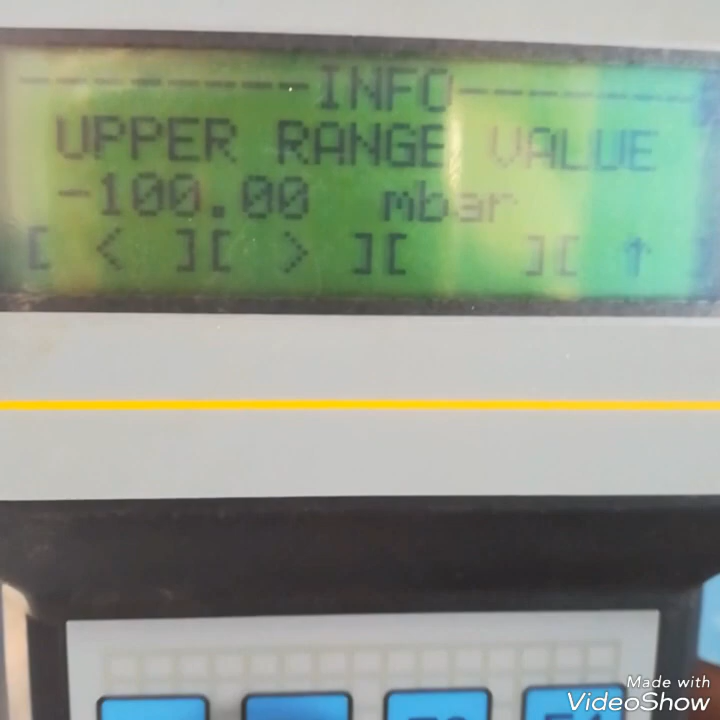 ---------INFO---------
UPPER RANGE VALUE
-100.00 mbar
[ < ][ > ][   ][ ↑ ]
Made with
VideoShow